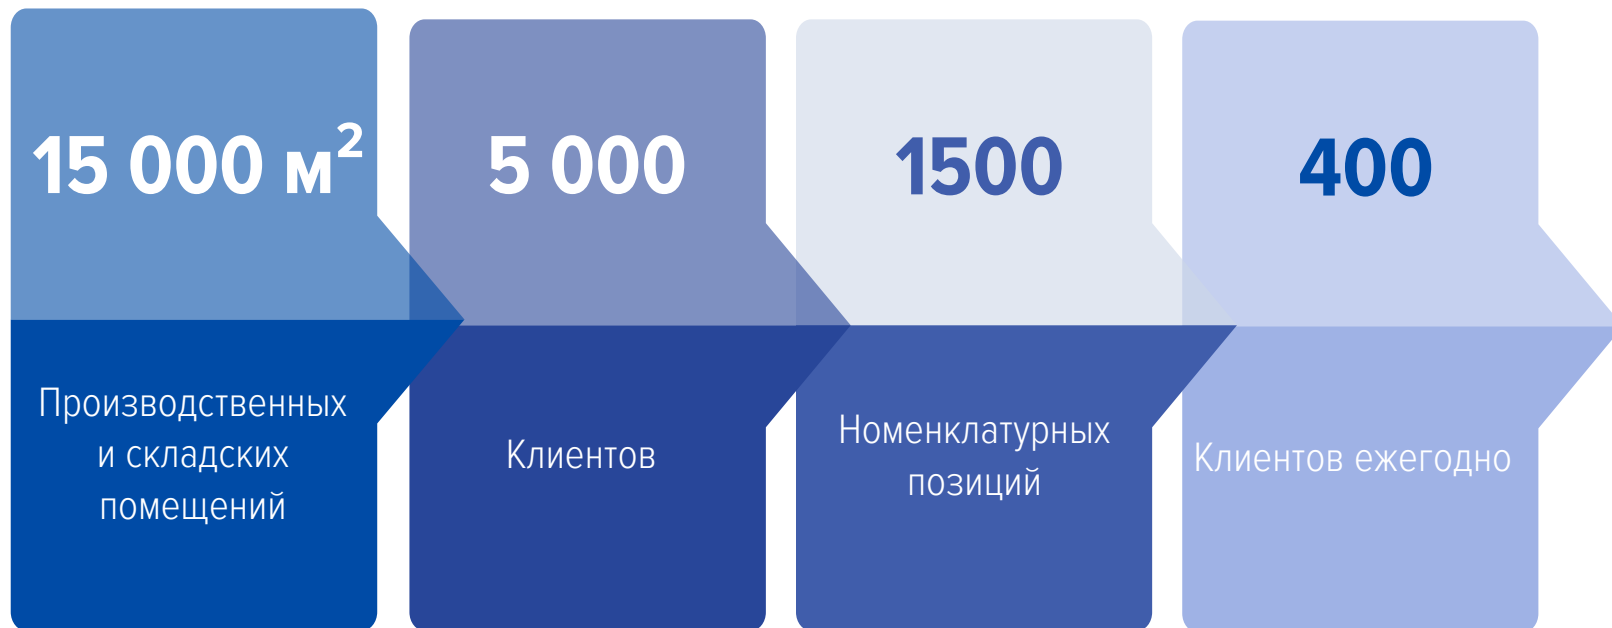 15 000 м²
Производственных
и складских
помещений
5 000
Клиентов
1500
Номенклатурных
позиций
400
Клиентов ежегодно